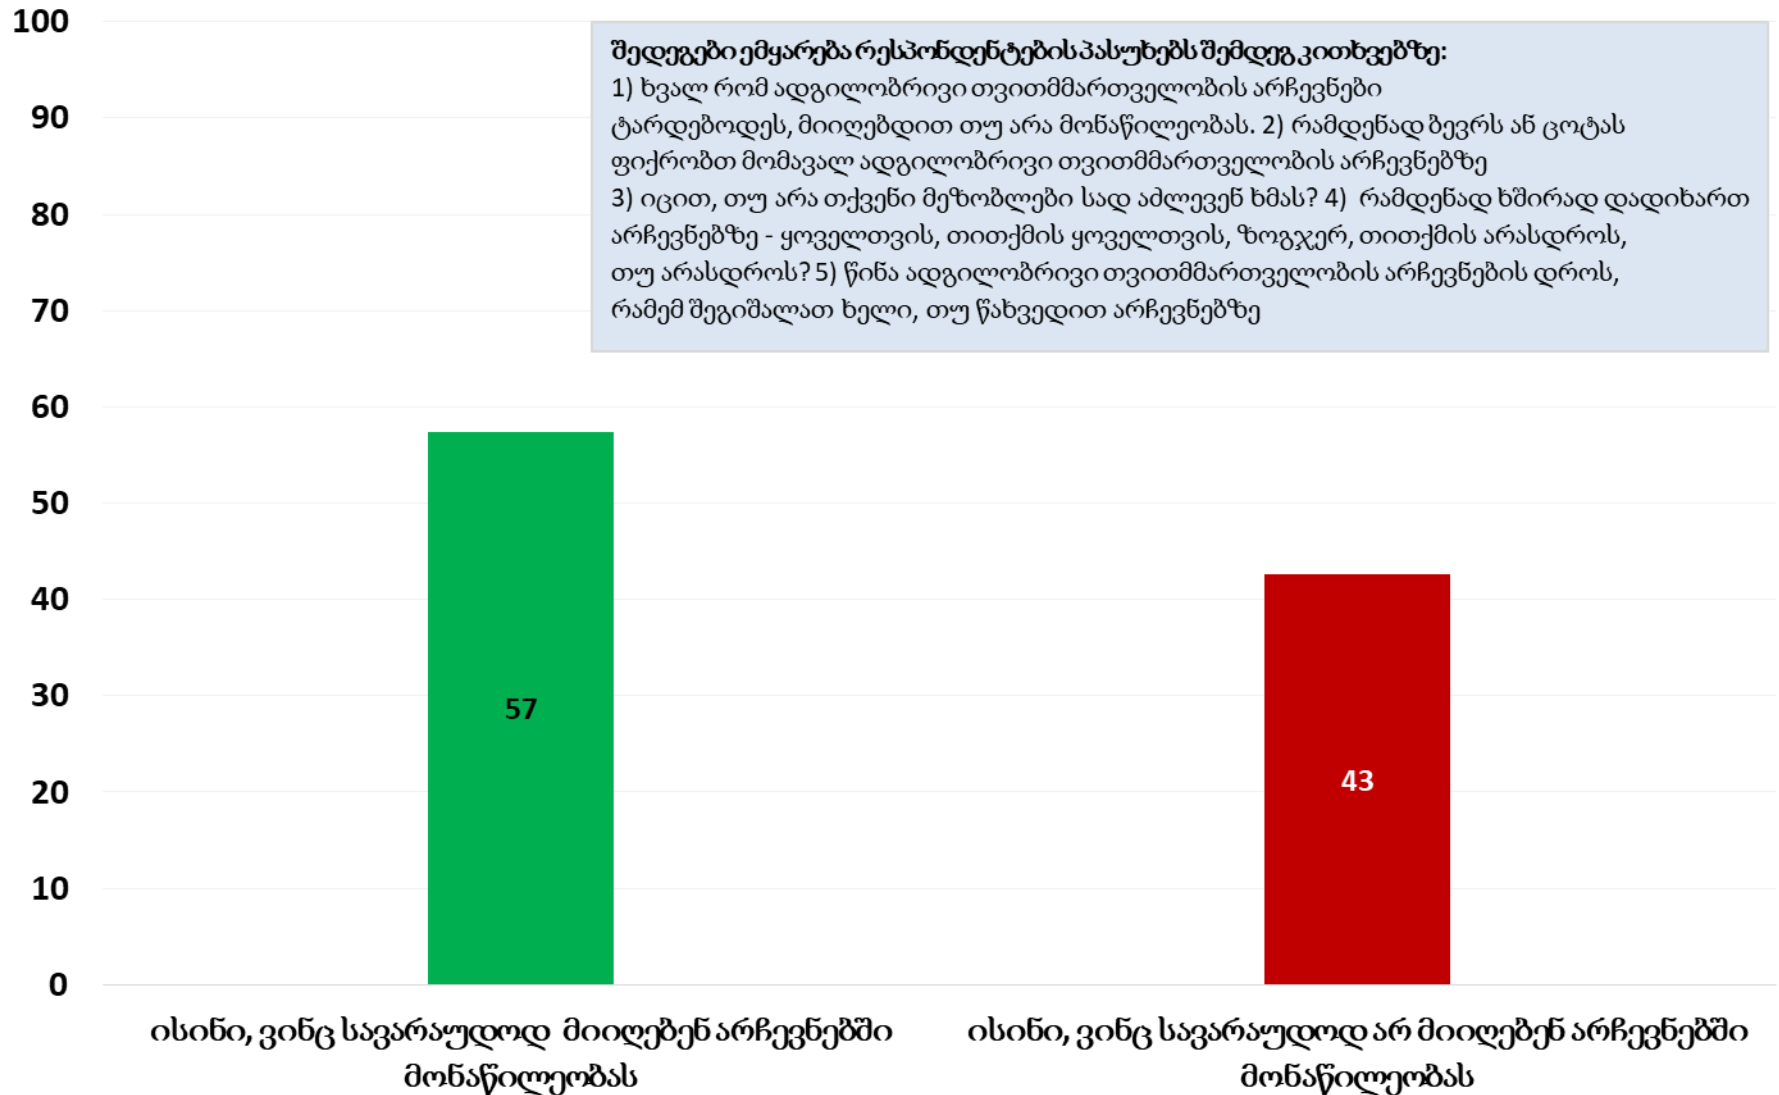 100
90
80
70
60
50
40
30
20
10
0
შედეგები ემყარება რესპონდენტების პასუხებს შემდეგ კითხვებზე:
1) ხვალ რომ ადგილობრივი თვითმმართველობის არჩევნები
ტარდებოდეს, მიიღებდით თუ არა მონაწილეობას. 2) რამდენად ბევრს ან ცოტას
ფიქრობთ მომავალ ადგილობრივი თვითმმართველობის არჩევნებზე
3) იცით, თუ არა თქვენი მეზობლები სად აძლევენ ხმას? 4) რამდენად ხშირად დადიხართ
არჩევნებზე - ყოველთვის, თითქმის ყოველთვის, ზოგჯერ, თითქმის არასდროს,
თუ არასდროს? 5) წინა ადგილობრივი თვითმმართველობის არჩევნების დროს,
რამემ შეგიშალათ ხელი, თუ წახვედით არჩევნებზე
57
43
ისინი, ვინც სავარაუდოდ მიიღებენ არჩევნებში
მონაწილეობას
ისინი, ვინც სავარაუდოდ არ მიიღებენ არჩევნებში
მონაწილეობას